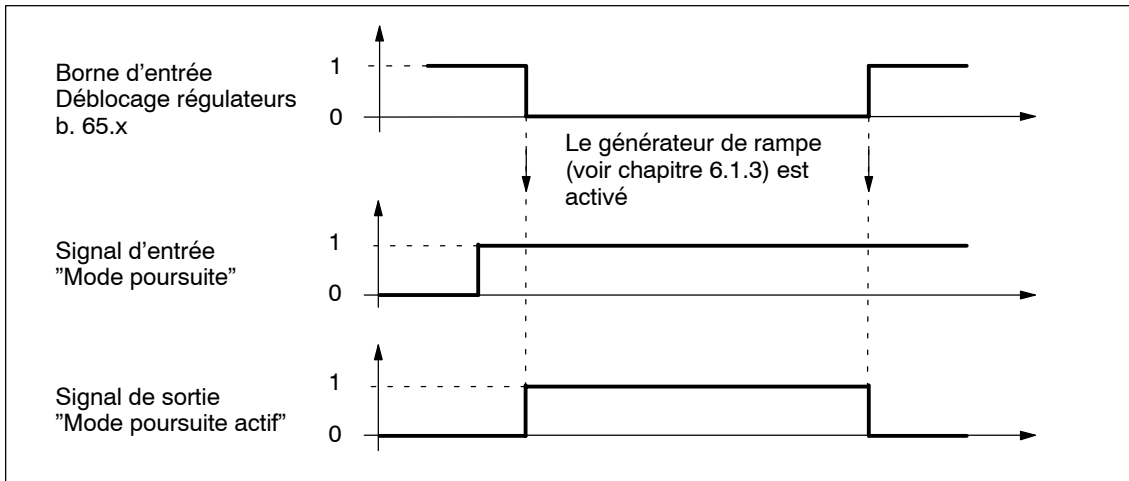 Borne d'entrée
Déblocage régulateurs
b. 65.x
1
0
Le générateur de rampe
(voir chapitre 6.1.3) est
activé
Signal d'entrée
”Mode poursuite”
1
0
Signal de sortie
”Mode poursuite actif”
1
0